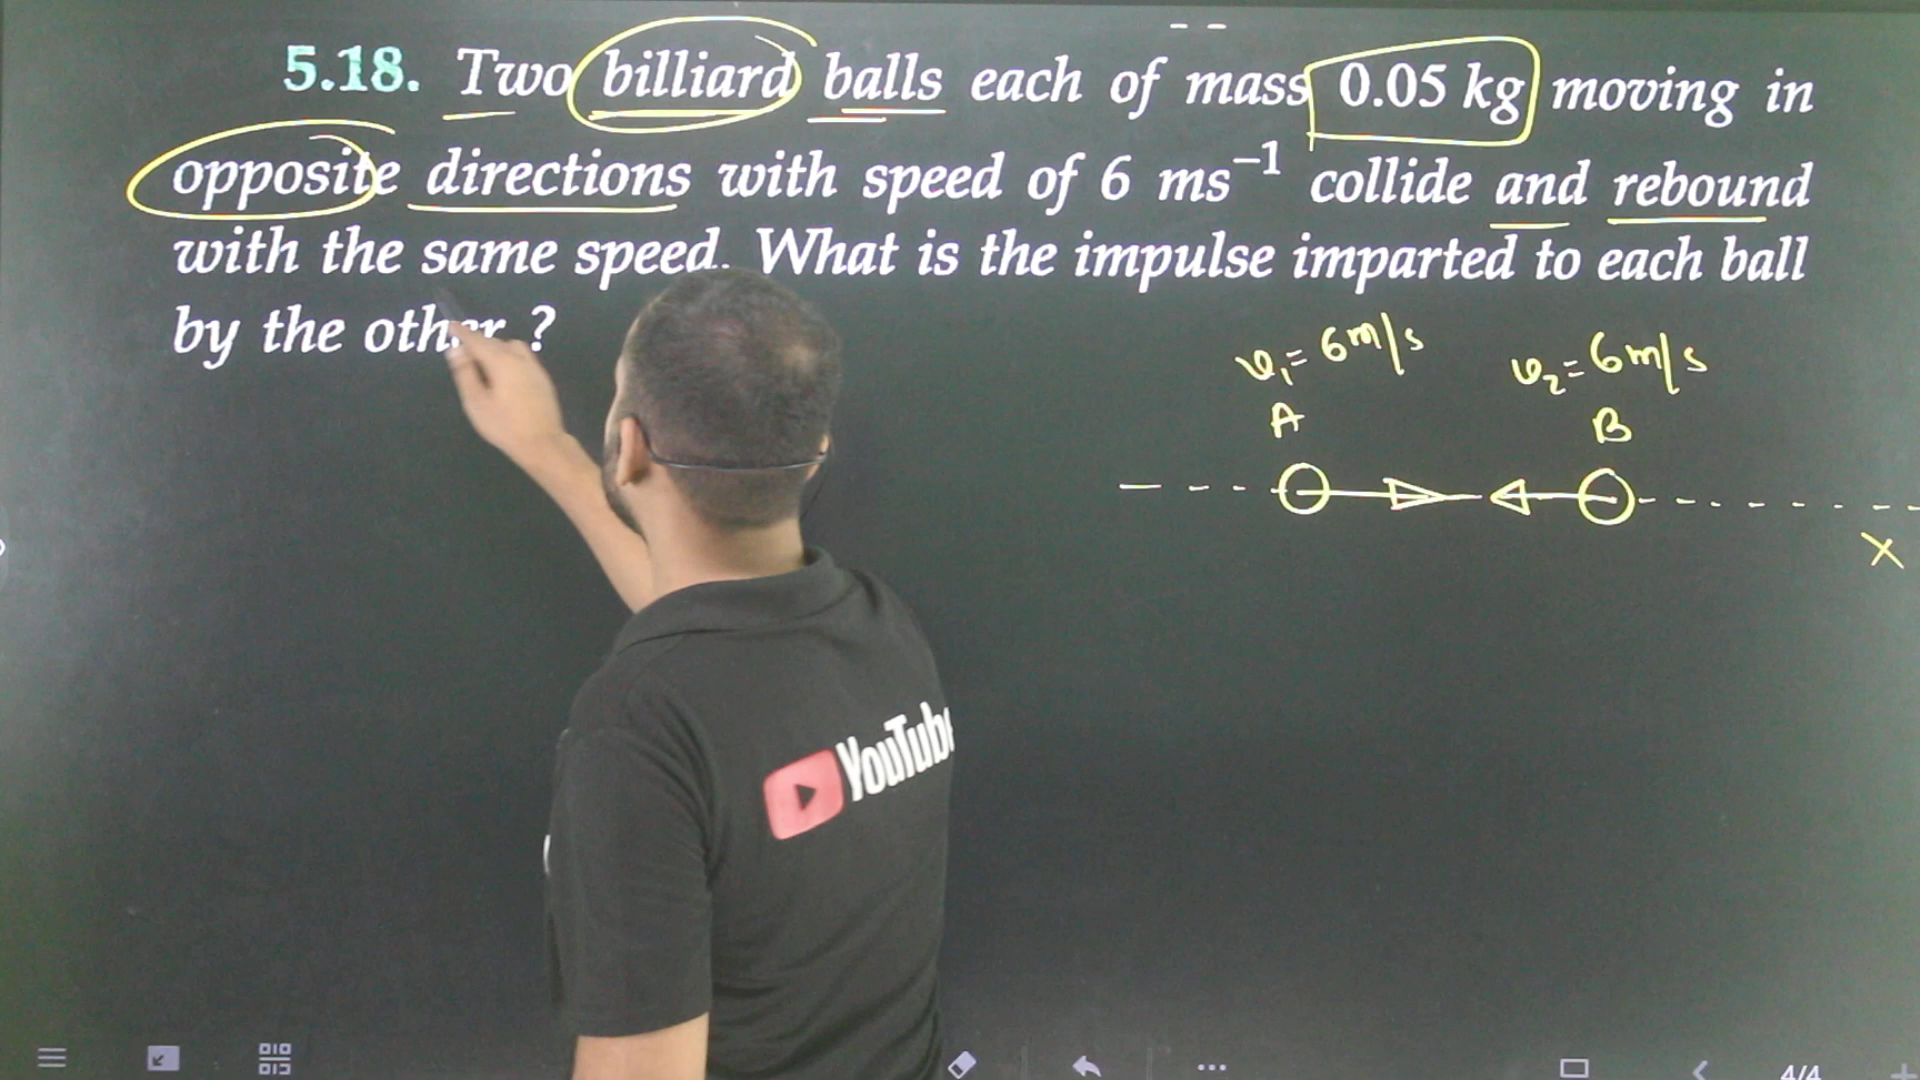 5.18. Two billiard balls each of mass 0.05 kg moving in
opposite directions with speed of 6 ms⁻¹ collide and rebound
with the same speed. What is the impulse imparted to each ball
by the other ?
v₁ = 6m/s v₂ = 6m/s
A B
X
YouTube
4/4